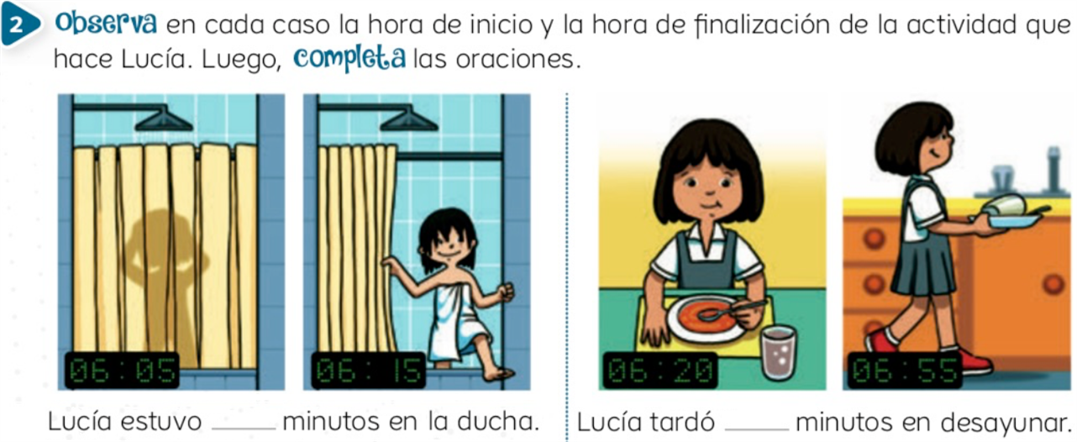 2 Observa en cada caso la hora de inicio y la hora de finalización de la actividad que
hace Lucía. Luego, completa las oraciones.
06:05
06:15
06:20
06:55
Lucía estuvo _____ minutos en la ducha.
Lucía tardó _____ minutos en desayunar.